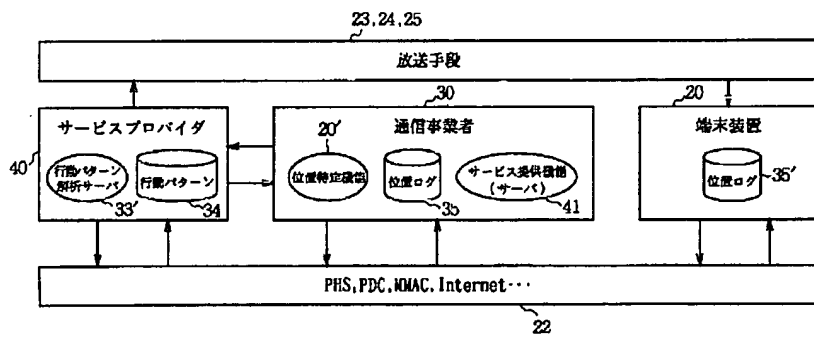 23,24,25
放送手段
サービスプロバイダ
40
行動パターン
解析サーバ
33'
行動パターン
34
30
通信事業者
20'
位置特定機能
位置ログ
35
サービス提供機能
(サーバ)
41
20
端末装置
位置ログ
35'
PHS,PDC,MMAC,Internet···
22